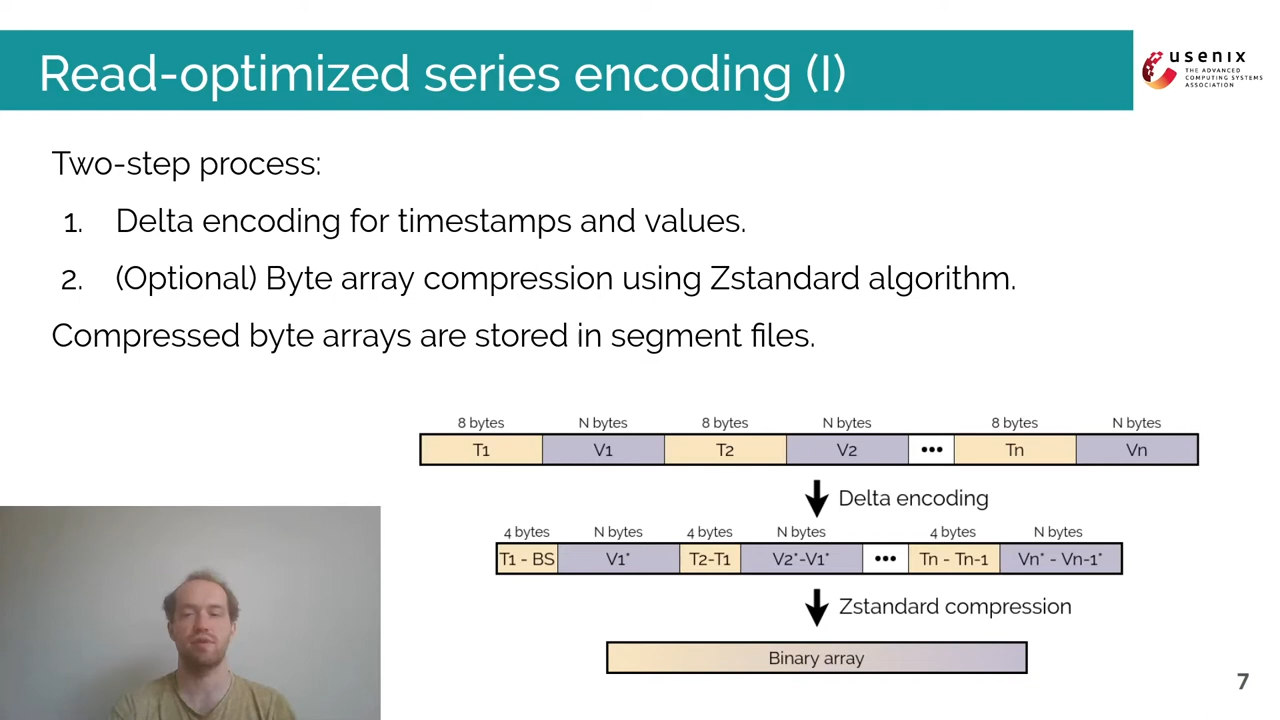 Read-optimized series encoding (I)
usenix
THE ADVANCED
COMPUTING SYSTEMS
ASSOCIATION
Two-step process:
1. Delta encoding for timestamps and values.
2. (Optional) Byte array compression using Zstandard algorithm.
Compressed byte arrays are stored in segment files.
8 bytes N bytes 8 bytes N bytes 8 bytes N bytes
T1 V1 T2 V2 ••• Tn Vn
Delta encoding
4 bytes N bytes 4 bytes N bytes 4 bytes N bytes
T1 - BS V1* T2-T1 V2*-V1* ••• Tn - Tn-1 Vn* - Vn-1*
Zstandard compression
Binary array
7